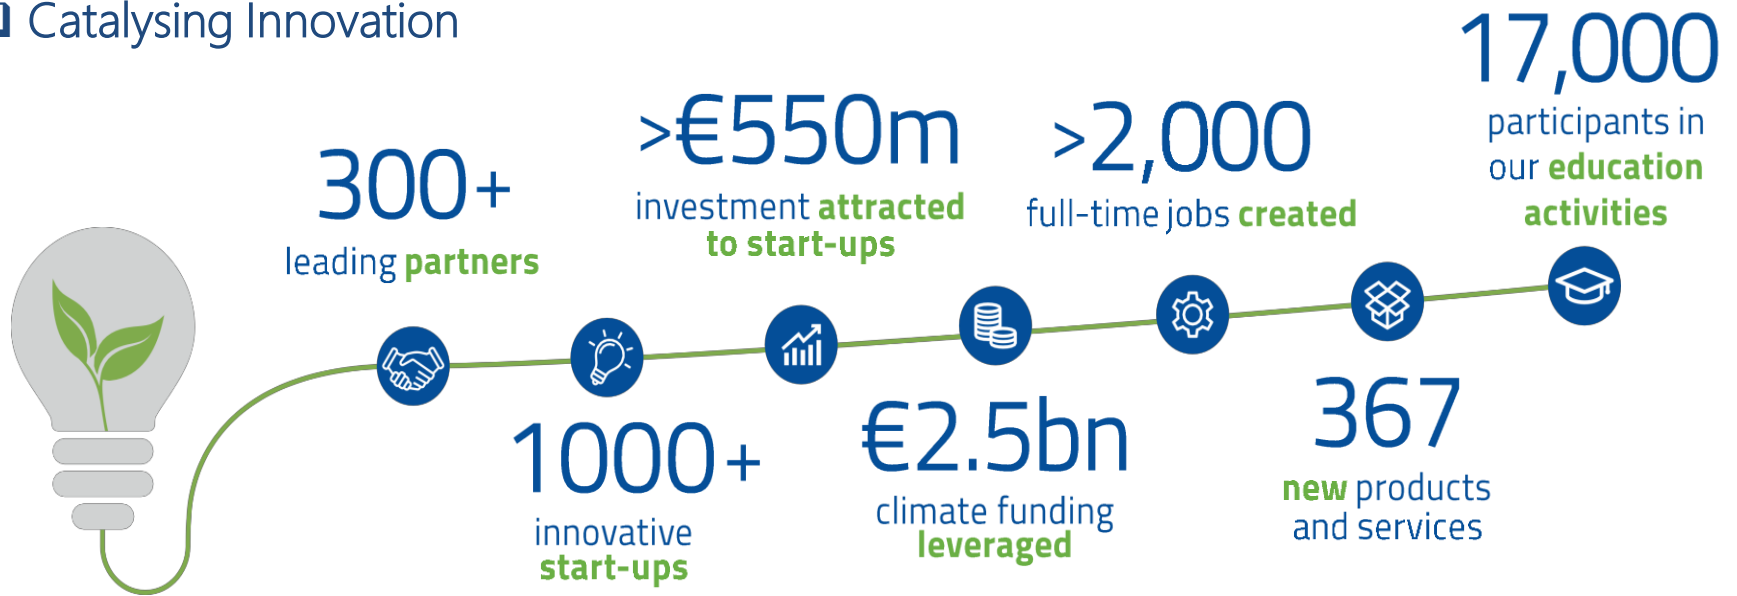 Catalysing Innovation
300+
leading partners
1000+
innovative
start-ups
>€550m
investment attracted
to start-ups
€2.5bn
climate funding
leveraged
>2,000
full-time jobs created
367
new products
and services
17,000
participants in
our education
activities